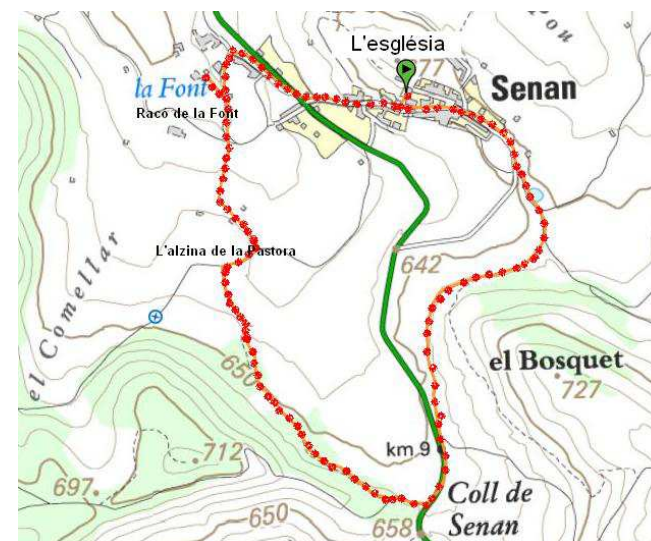 L'església
677
Senan
la Font
Racó de la Font
L'alzina de la Pastora
642
el Comellar
650
el Bosquet
727
712
km 9
697
Coll de
Senan
650
658